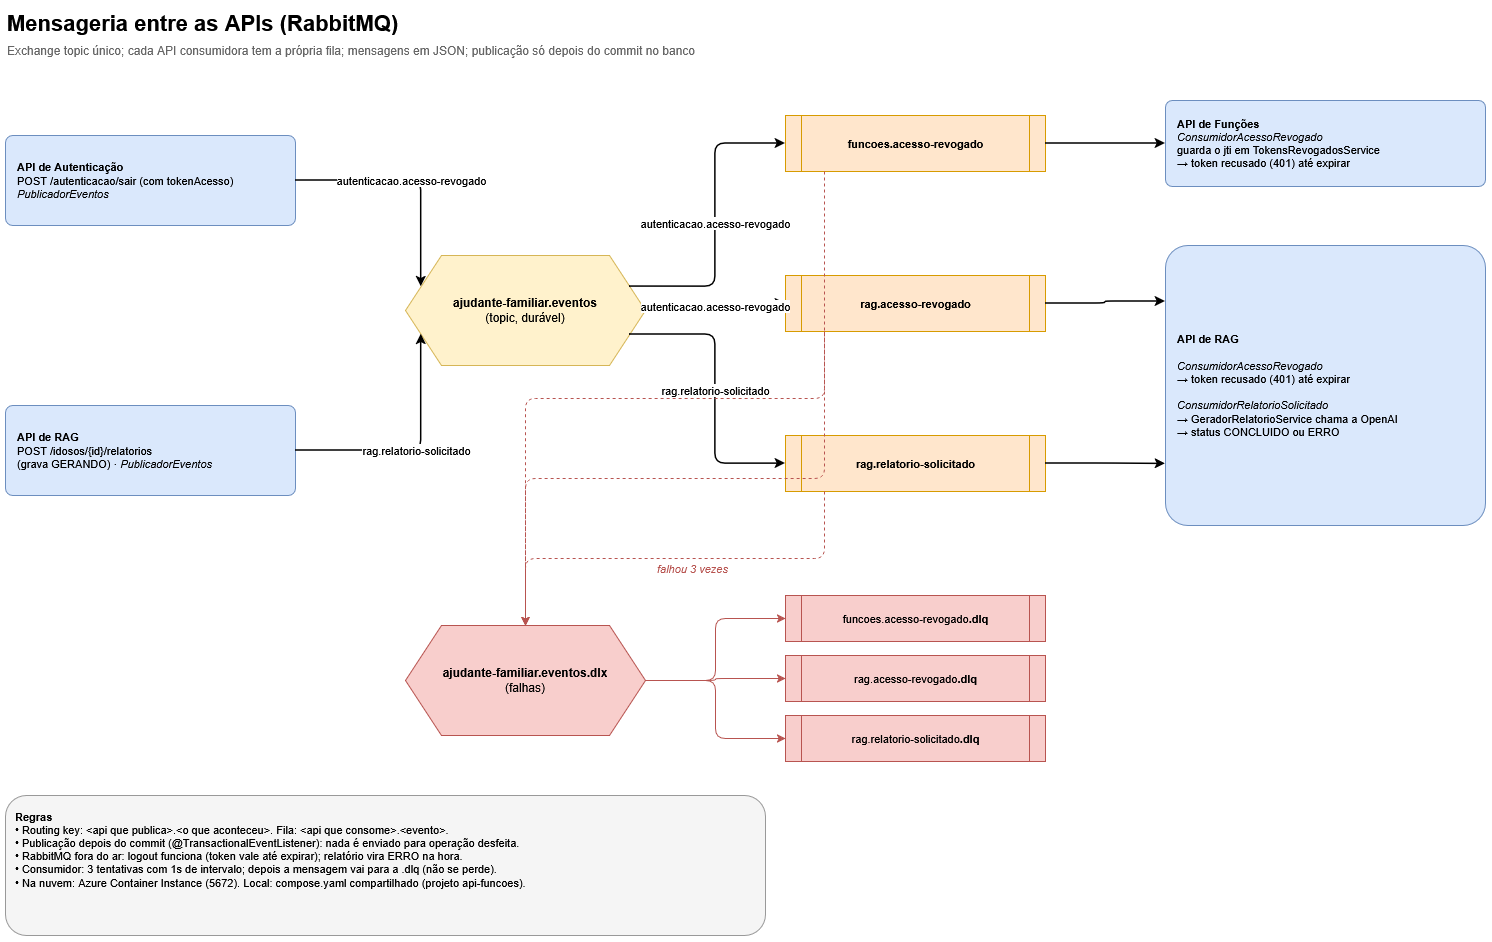 Mensageria entre as APIs (RabbitMQ)
Exchange topic único; cada API consumidora tem a própria fila; mensagens em JSON; publicação só depois do commit no banco
API de Autenticação
POST /autenticacao/sair (com tokenAcesso)
PublicadorEventos
autenticacao.acesso-revogado
API de RAG
POST /idosos/{id}/relatorios
(grava GERANDO) · PublicadorEventos
rag.relatorio-solicitado
ajudante-familiar.eventos
(topic, durável)
autenticacao.acesso-revogado
autenticacao.acesso-revogado
rag.relatorio-solicitado
funcoes.acesso-revogado
rag.acesso-revogado
rag.relatorio-solicitado
API de Funções
ConsumidorAcessoRevogado
guarda o jti em TokensRevogadosService
→ token recusado (401) até expirar
API de RAG
ConsumidorAcessoRevogado
→ token recusado (401) até expirar
ConsumidorRelatorioSolicitado
→ GeradorRelatorioService chama a OpenAI
→ status CONCLUIDO ou ERRO
falhou 3 vezes
ajudante-familiar.eventos.dlx
(falhas)
funcoes.acesso-revogado.dlq
rag.acesso-revogado.dlq
rag.relatorio-solicitado.dlq
Regras
• Routing key: <api que publica>.<o que aconteceu>. Fila: <api que consome>.<evento>.
• Publicação depois do commit (@TransactionalEventListener): nada é enviado para operação desfeita.
• RabbitMQ fora do ar: logout funciona (token vale até expirar); relatório vira ERRO na hora.
• Consumidor: 3 tentativas com 1s de intervalo; depois a mensagem vai para a .dlq (não se perde).
• Na nuvem: Azure Container Instance (5672). Local: compose.yaml compartilhado (projeto api-funcoes).